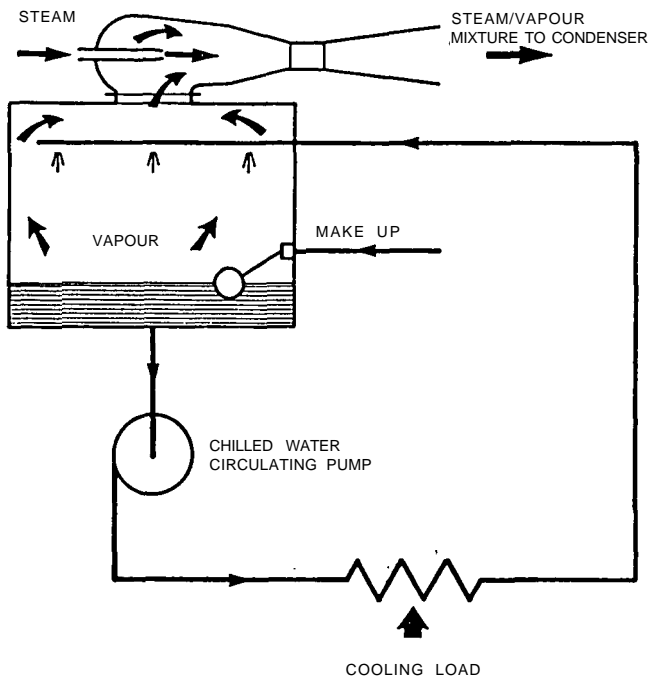 STEAM
STEAM/VAPOUR
MIXTURE TO CONDENSER
VAPOUR
MAKE UP
CHILLED WATER
CIRCULATING PUMP
COOLING LOAD